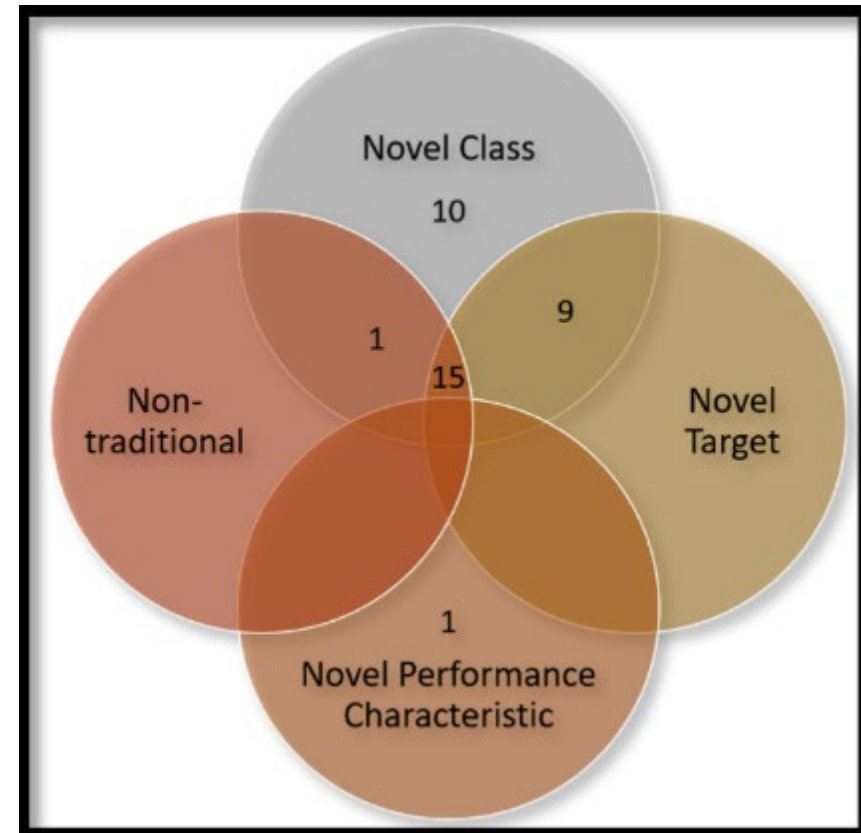 Novel Class
10
9
1
15
Non-
traditional
Novel
Target
1
Novel Performance
Characteristic